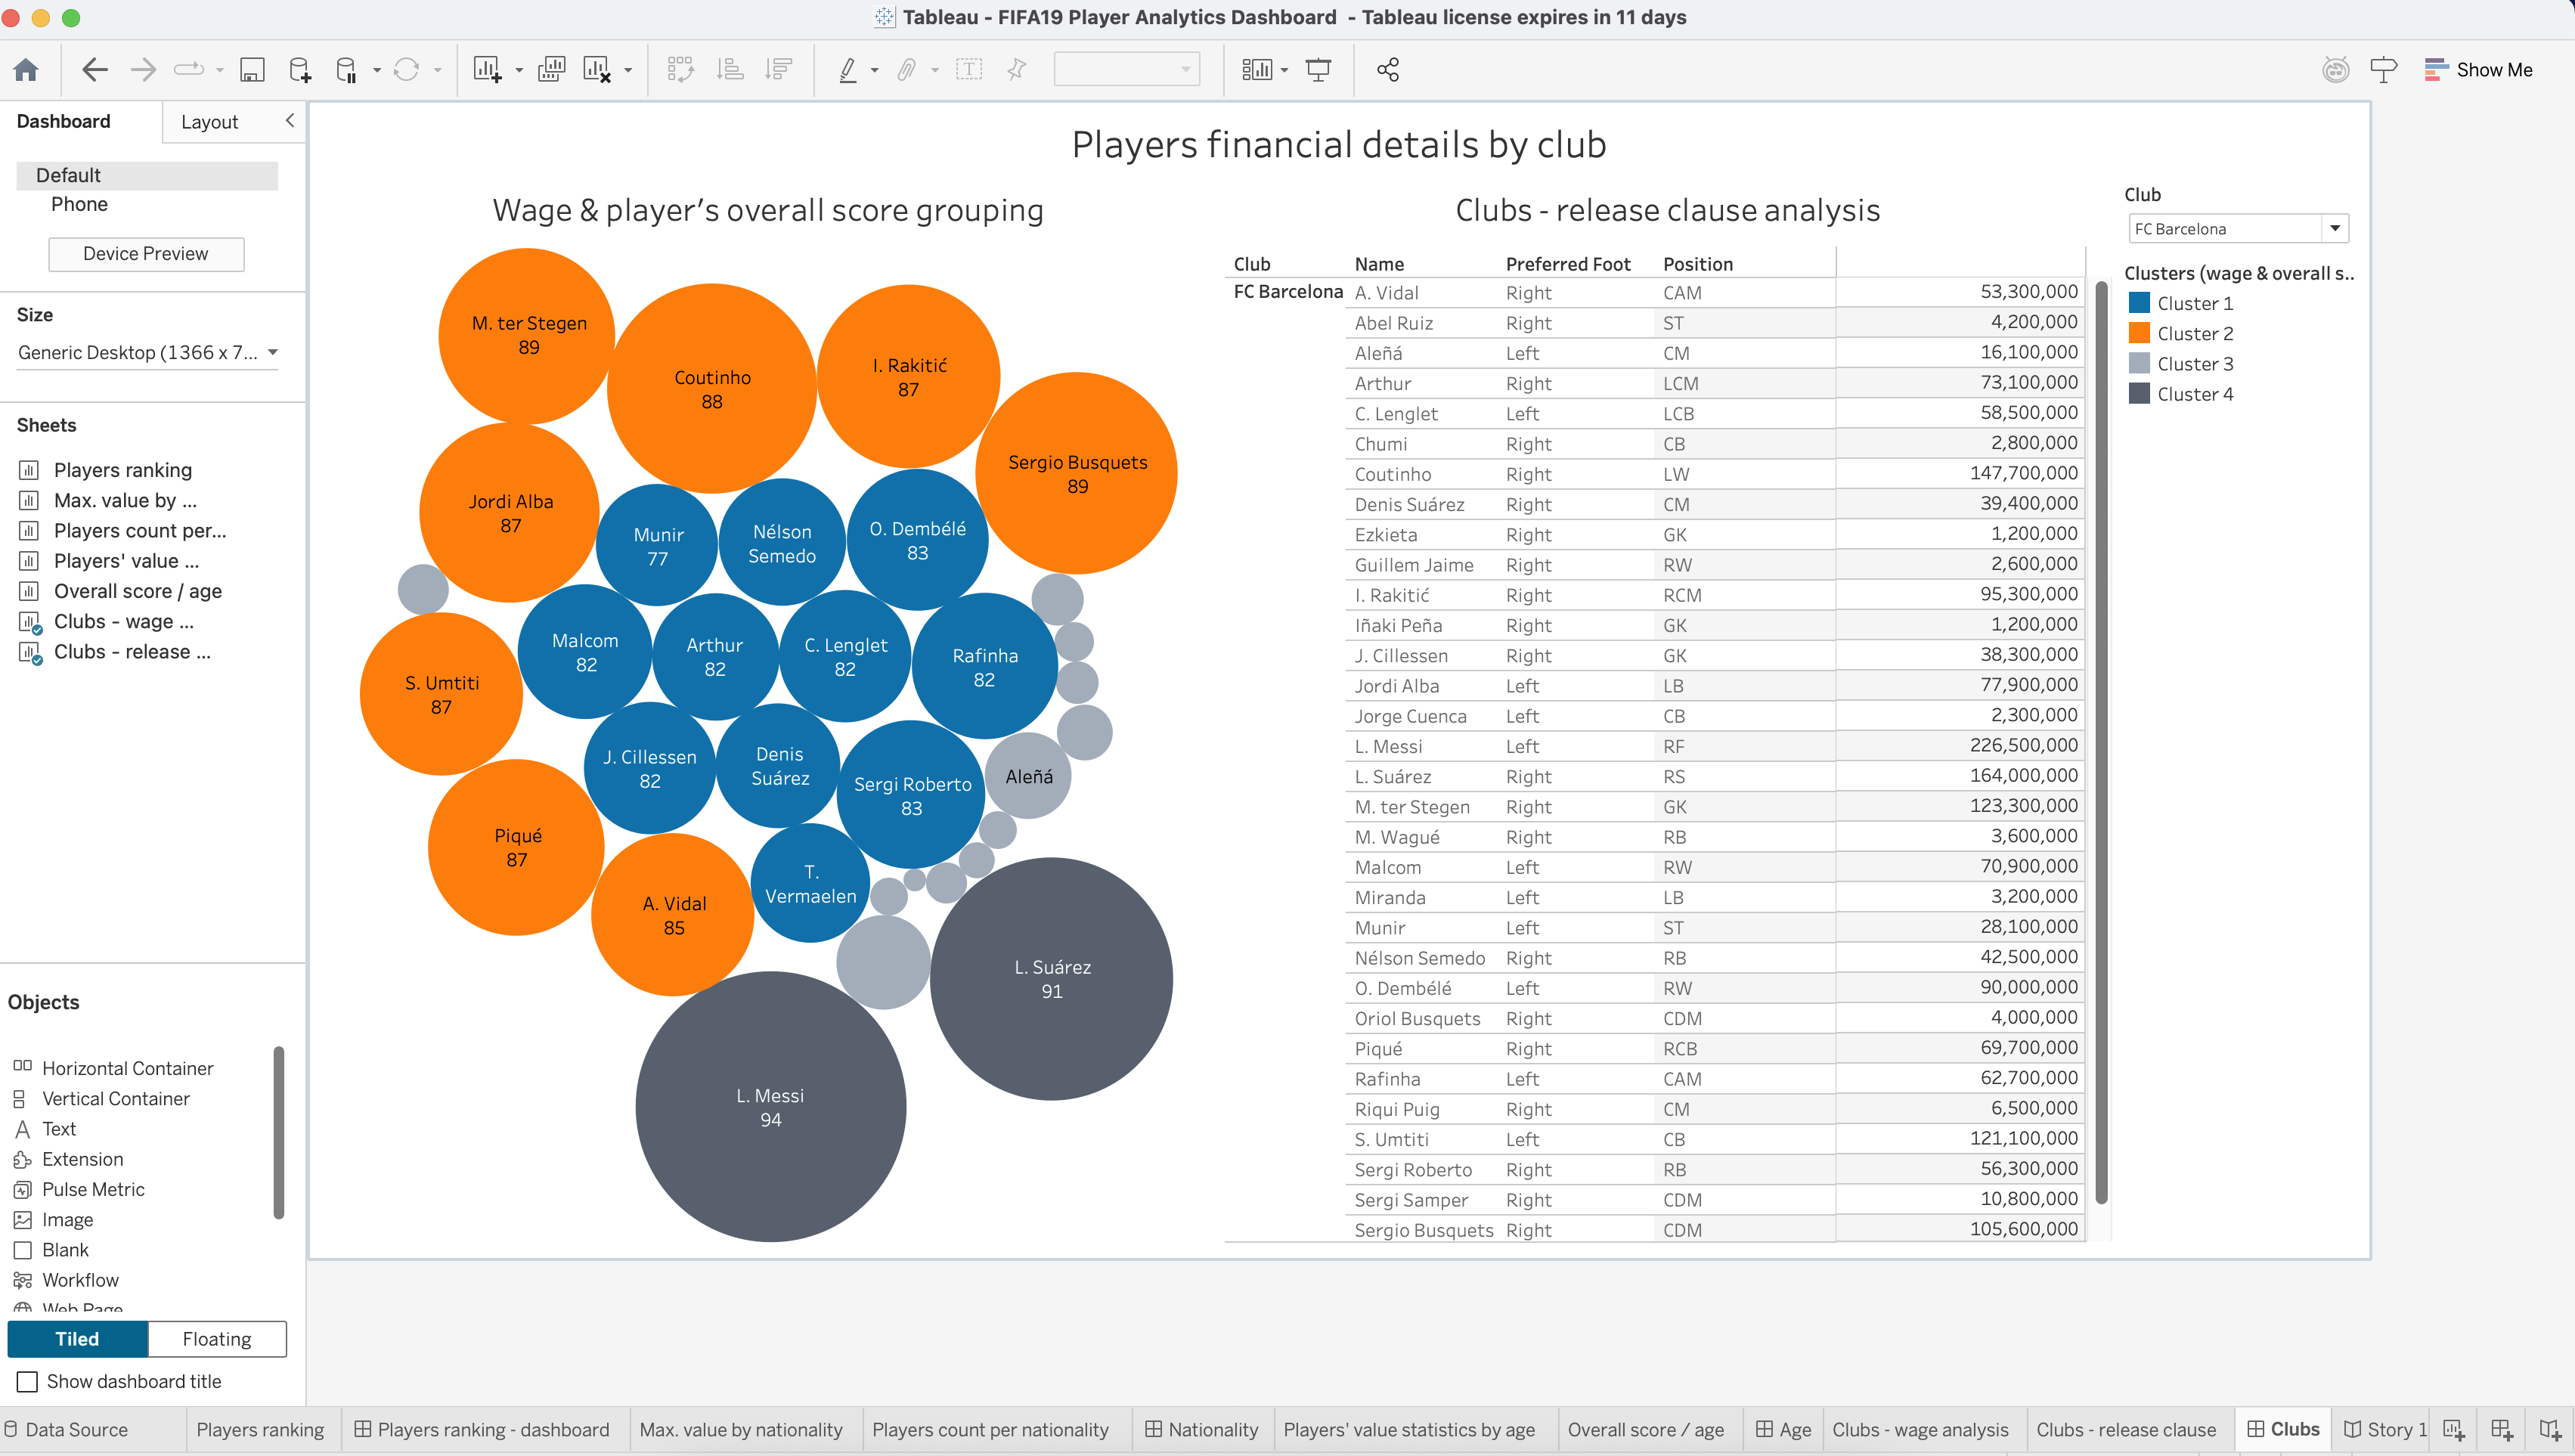 Tableau - FIFA19 Player Analytics Dashboard - Tableau license expires in 11 days
Show Me
Dashboard
Layout
Default
Phone
Device Preview
Size
Generic Desktop (1366 x 7...
Sheets
Players ranking
Max. value by ...
Players count per...
Players' value ...
Overall score / age
Clubs - wage ...
Clubs - release ...
Objects
Horizontal Container
Vertical Container
Text
Extension
Pulse Metric
Image
Blank
Workflow
Web Page
Tiled
Floating
Show dashboard title
Players financial details by club
Wage & player's overall score grouping
M. ter Stegen
89
Coutinho
88
I. Rakitić
87
Sergio Busquets
89
Jordi Alba
87
Munir
77
Nélson
Semedo
O. Dembélé
83
Malcom
82
Arthur
82
C. Lenglet
82
Rafinha
82
S. Umtiti
87
J. Cillessen
82
Denis
Suárez
Sergi Roberto
83
Aleñá
Piqué
87
A. Vidal
85
T.
Vermaelen
L. Suárez
91
L. Messi
94
Clubs - release clause analysis
Club Name Preferred Foot Position
FC Barcelona A. Vidal Right CAM 53,300,000
Abel Ruiz Right ST 4,200,000
Aleñá Left CM 16,100,000
Arthur Right LCM 73,100,000
C. Lenglet Left LCB 58,500,000
Chumi Right CB 2,800,000
Coutinho Right LW 147,700,000
Denis Suárez Right CM 39,400,000
Ezkieta Right GK 1,200,000
Guillem Jaime Right RW 2,600,000
I. Rakitić Right RCM 95,300,000
Iñaki Peña Right GK 1,200,000
J. Cillessen Right GK 38,300,000
Jordi Alba Left LB 77,900,000
Jorge Cuenca Left CB 2,300,000
L. Messi Left RF 226,500,000
L. Suárez Right RS 164,000,000
M. ter Stegen Right GK 123,300,000
M. Wagué Right RB 3,600,000
Malcom Left RW 70,900,000
Miranda Left LB 3,200,000
Munir Left ST 28,100,000
Nélson Semedo Right RB 42,500,000
O. Dembélé Left RW 90,000,000
Oriol Busquets Right CDM 4,000,000
Piqué Right RCB 69,700,000
Rafinha Left CAM 62,700,000
Riqui Puig Right CM 6,500,000
S. Umtiti Left CB 121,100,000
Sergi Roberto Right RB 56,300,000
Sergi Samper Right CDM 10,800,000
Sergio Busquets Right CDM 105,600,000
Club
FC Barcelona
Clusters (wage & overall s..
Cluster 1
Cluster 2
Cluster 3
Cluster 4
Data Source
Players ranking
Players ranking - dashboard
Max. value by nationality
Players count per nationality
Nationality
Players' value statistics by age
Overall score / age
Age
Clubs - wage analysis
Clubs - release clause
Clubs
Story 1